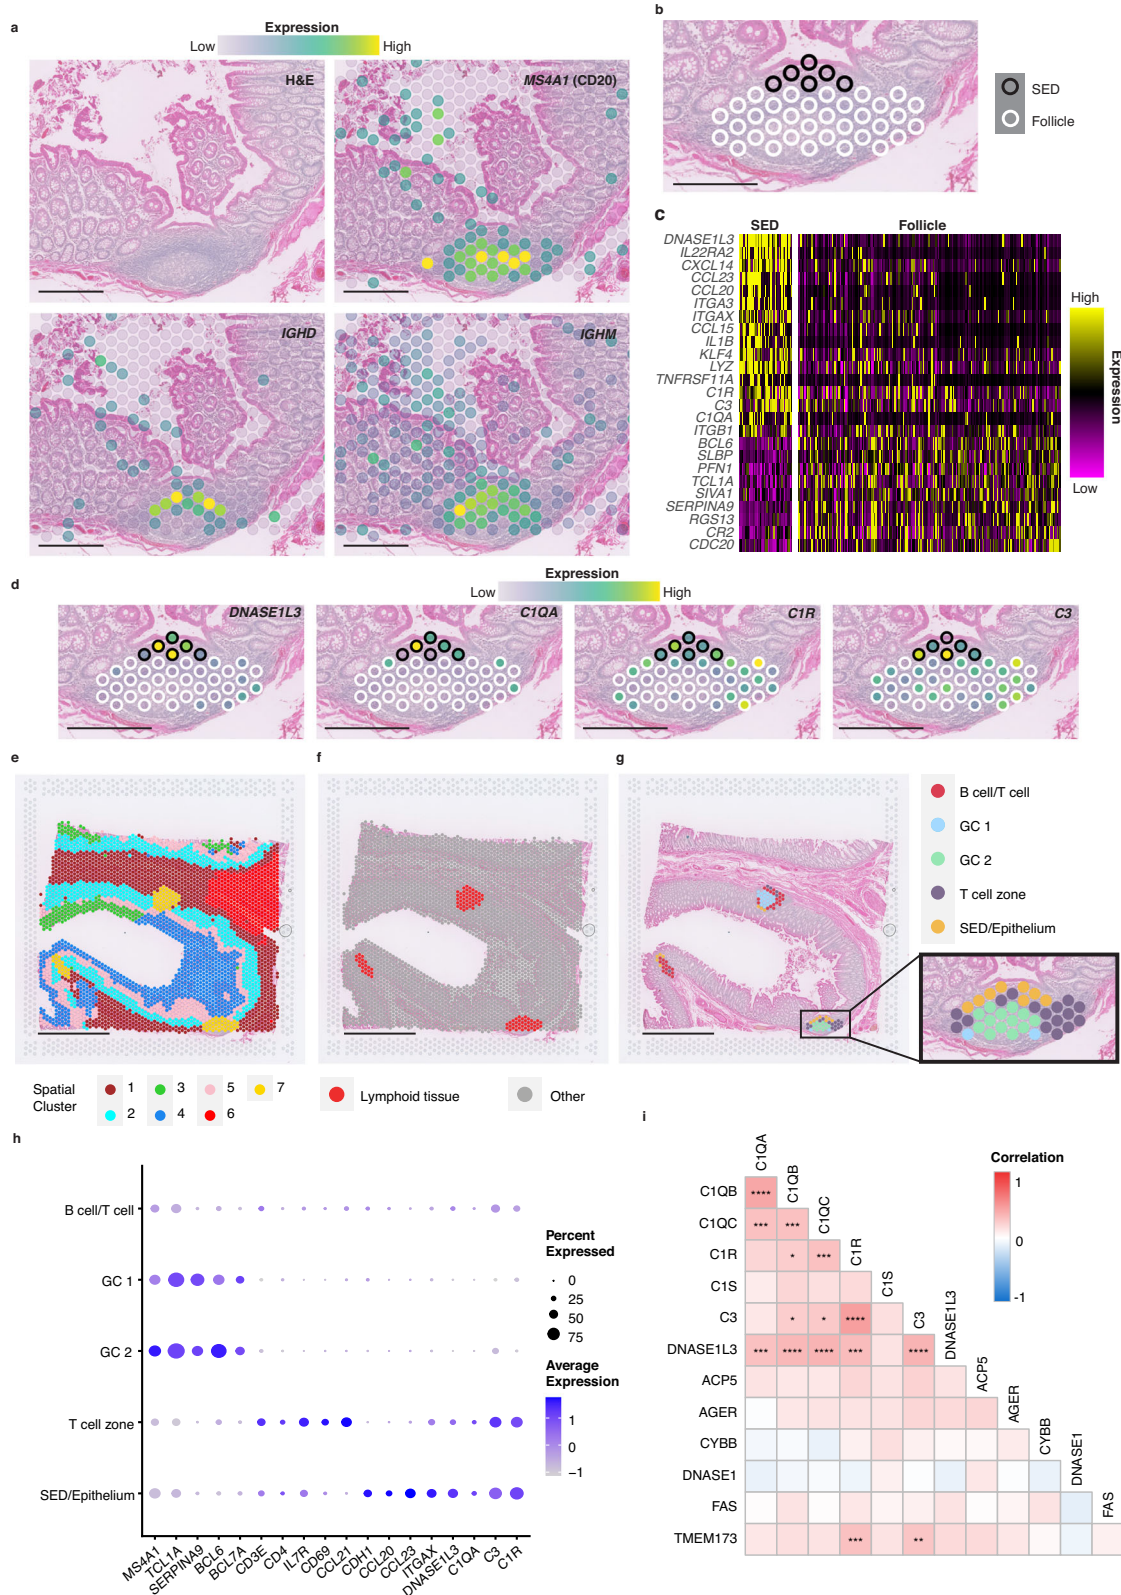 a
Expression
Low
High
H&E
MS4A1 (CD20)
IGHD
IGHM
b
SED
Follicle
c
SED
Follicle
DNASE1L3
IL22RA2
CXCL14
CCL23
CCL20
ITGA3
ITGAX
CCL15
IL1B
KLF4
LYZ
TNFRSF11A
C1R
C3
C1QA
ITGB1
BCL6
SLBP
PFN1
TCL1A
SIVA1
SERPINA9
RGS13
CR2
CDC20
High
Low
Expression
d
Expression
Low
High
DNASE1L3
C1QA
C1R
C3
e
f
g
B cell/T cell
GC 1
GC 2
T cell zone
SED/Epithelium
Spatial
Cluster
1
3
5
7
2
4
6
Lymphoid tissue
Other
h
B cell/T cell
GC 1
GC 2
T cell zone
SED/Epithelium
MS4A1
TCL1A
SERPINA9
BCL6
BCL7A
CD3E
CD4
IL7R
CD69
CCL21
CDH1
CCL20
CCL23
ITGAX
DNASE1L3
C1QA
C3
C1R
Percent
Expressed
0
25
50
75
Average
Expression
1
0
−1
i
Correlation
1
0
-1
C1QA
C1QB
C1QC
C1R
C1S
C3
DNASE1L3
ACP5
AGER
CYBB
DNASE1
FAS
C1QB ****
C1QC *** ***
C1R * ***
C1S
C3 * * ****
DNASE1L3 *** **** **** *** ****
ACP5
AGER
CYBB
DNASE1
FAS
TMEM173 *** **